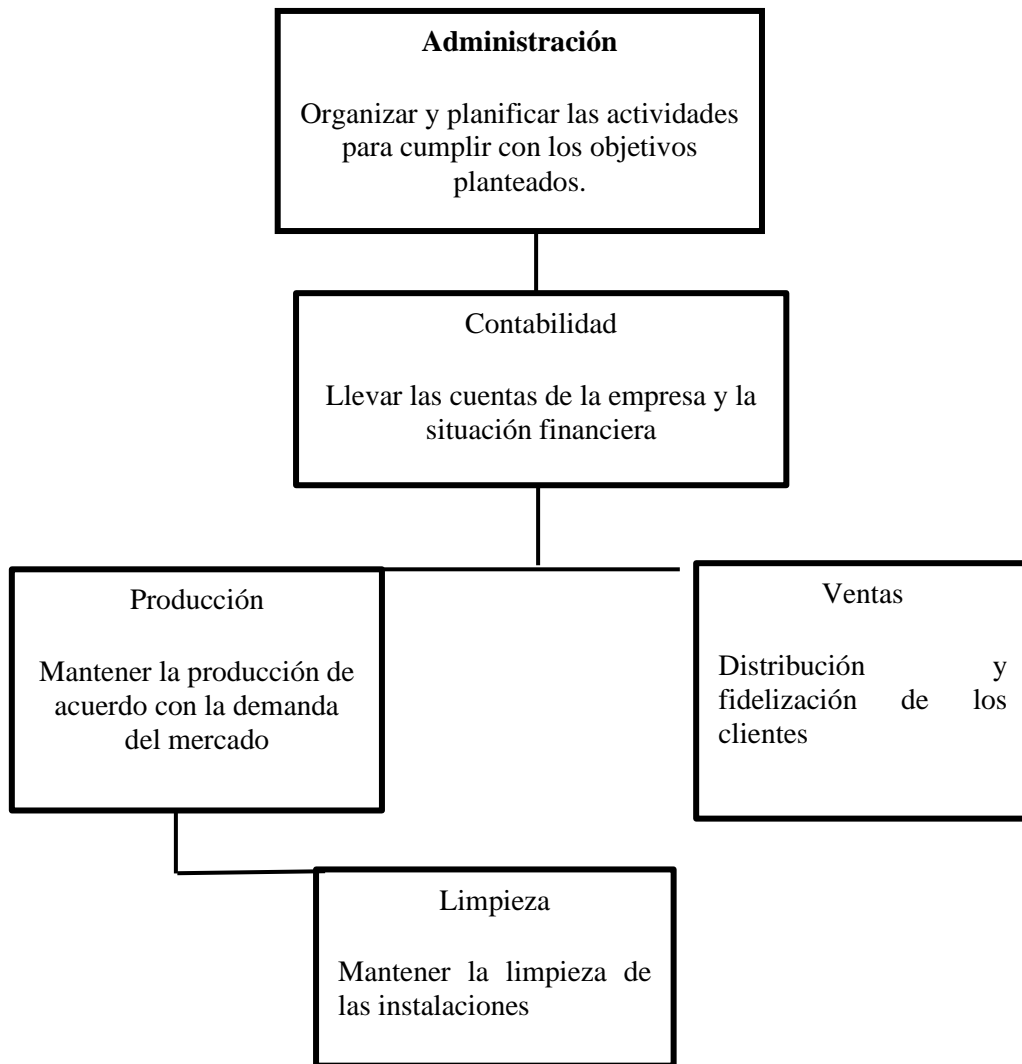 Administración
Organizar y planificar las actividades
para cumplir con los objetivos
planteados.
Contabilidad
Llevar las cuentas de la empresa y la
situación financiera
Producción
Mantener la producción de
acuerdo con la demanda
del mercado
Ventas
Distribución y
fidelización de los
clientes
Limpieza
Mantener la limpieza de
las instalaciones